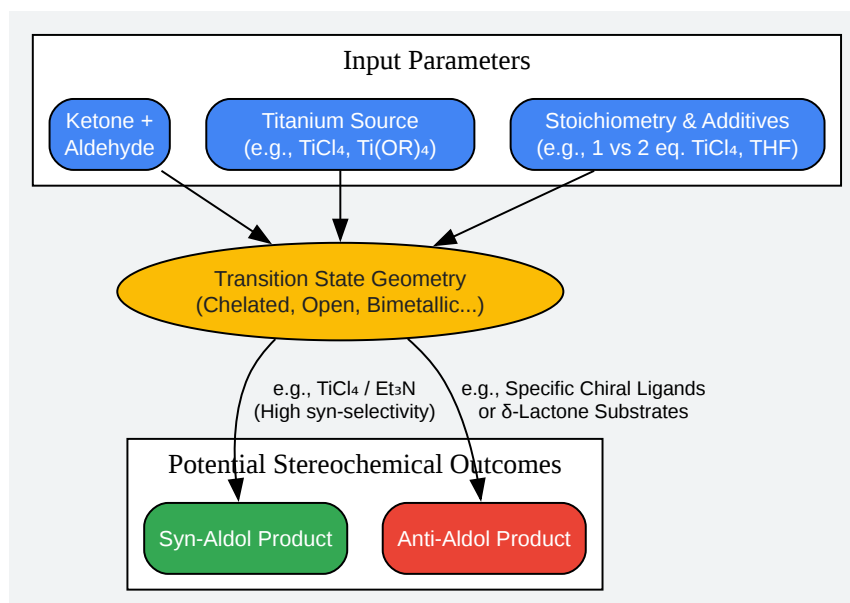 Input Parameters
Ketone +
Aldehyde
Titanium Source
(e.g., TiCl₄, Ti(OR)₄)
Stoichiometry & Additives
(e.g., 1 vs 2 eq. TiCl₄, THF)
Transition State Geometry
(Chelated, Open, Bimetallic...)
e.g., TiCl₄ / Et₃N
(High syn-selectivity)
e.g., Specific Chiral Ligands
or δ-Lactone Substrates
Potential Stereochemical Outcomes
Syn-Aldol Product
Anti-Aldol Product